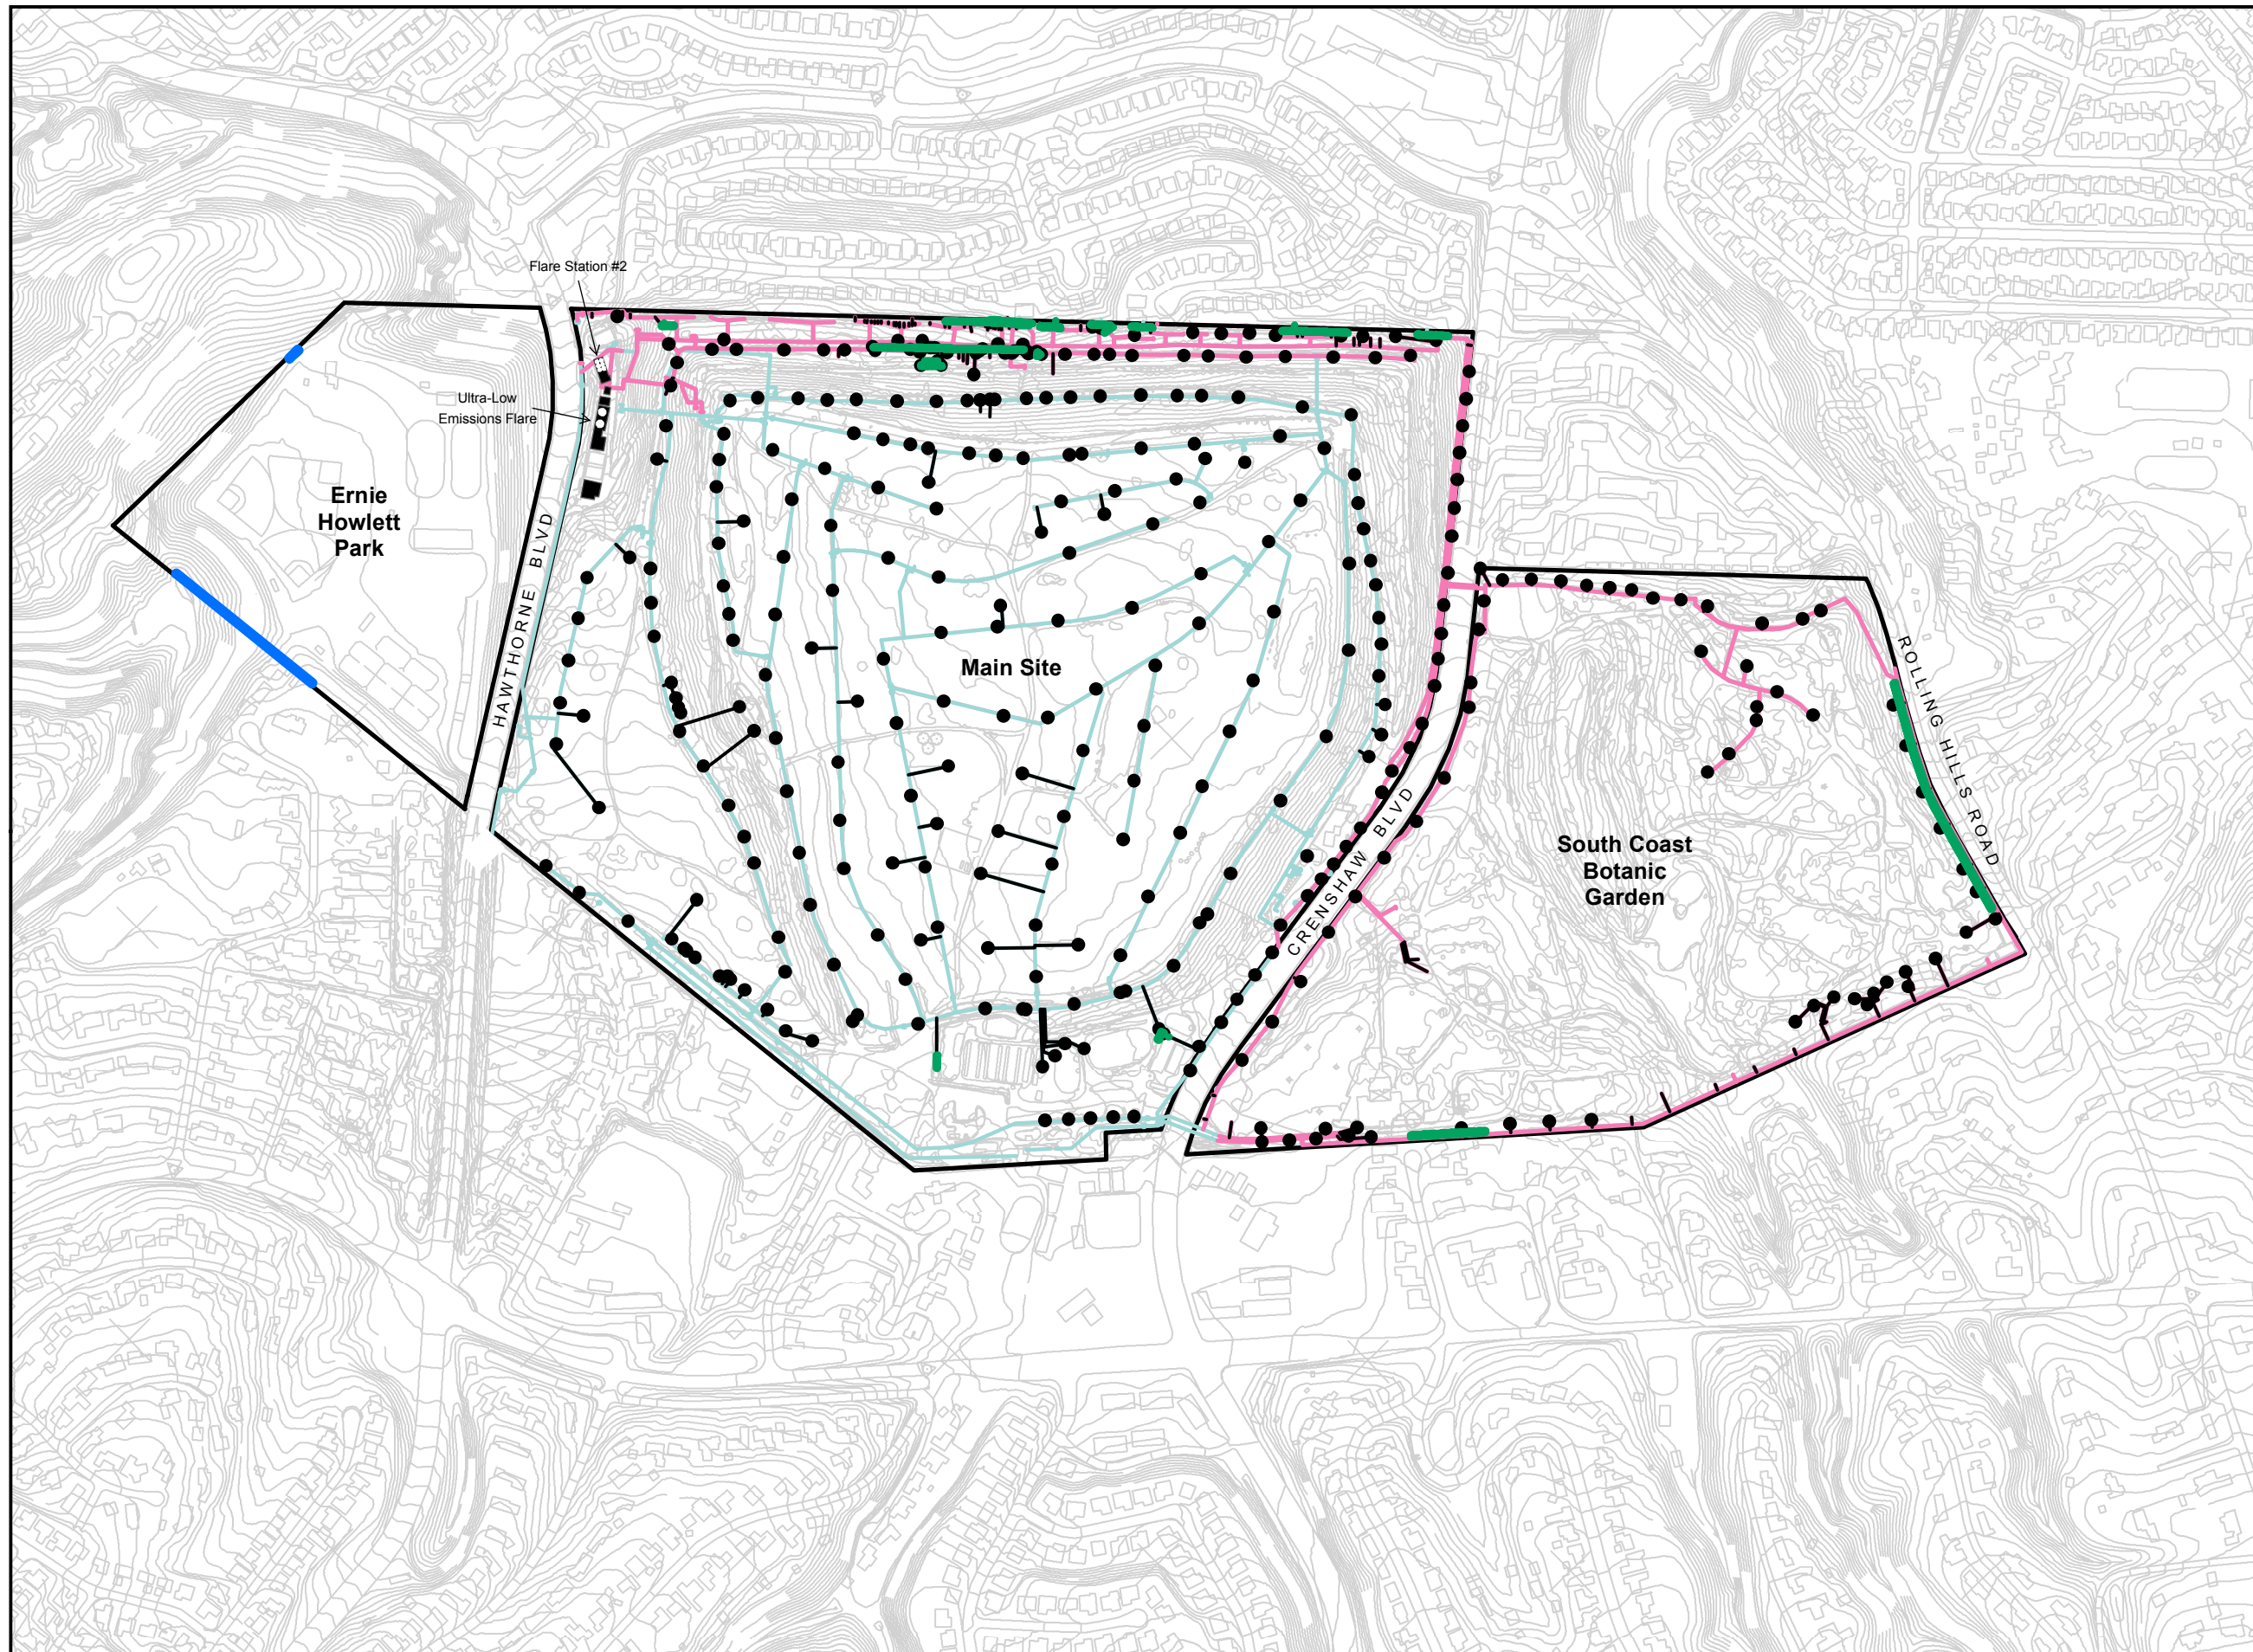 Flare Station #2
Ultra-Low
Emissions Flare
Ernie
Howlett
Park
HAWTHORNE BLVD
Main Site
CRENSHAW BLVD
South Coast
Botanic
Garden
ROLLING HILLS ROAD